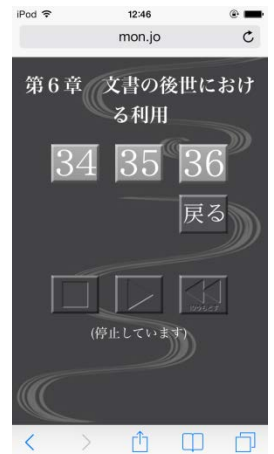 iPod 12:46
mon.jo
第６章　文書の後世におけ
る利用
34 35 36
戻る
(停止しています)